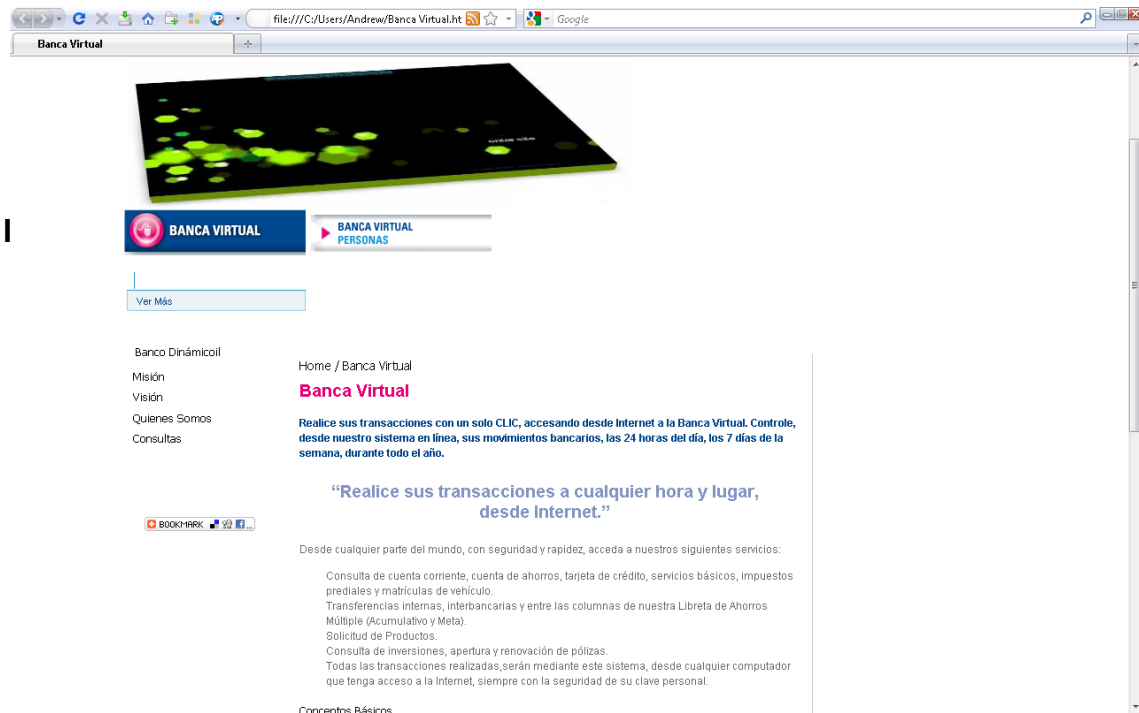 file:///C:/Users/Andrew/Banca Virtual.ht
Google
Banca Virtual
enter site
l
BANCA VIRTUAL
BANCA VIRTUAL
PERSONAS
Ver Más
Banco Dinámicoil
Misión
Visión
Quienes Somos
Consultas
BOOKMARK
Home / Banca Virtual
Banca Virtual
Realice sus transacciones con un solo CLIC, accesando desde Internet a la Banca Virtual. Controle,
desde nuestro sistema en línea, sus movimientos bancarios, las 24 horas del día, los 7 días de la
semana, durante todo el año.
“Realice sus transacciones a cualquier hora y lugar,
desde Internet.”
Desde cualquier parte del mundo, con seguridad y rapidez, acceda a nuestros siguientes servicios:
Consulta de cuenta corriente, cuenta de ahorros, tarjeta de crédito, servicios básicos, impuestos
prediales y matrículas de vehículo.
Transferencias internas, interbancarias y entre las columnas de nuestra Libreta de Ahorros
Múltiple (Acumulativo y Meta).
Solicitud de Productos.
Consulta de inversiones, apertura y renovación de pólizas.
Todas las transacciones realizadas,serán mediante este sistema, desde cualquier computador
que tenga acceso a la Internet, siempre con la seguridad de su clave personal.
Conceptos Básicos